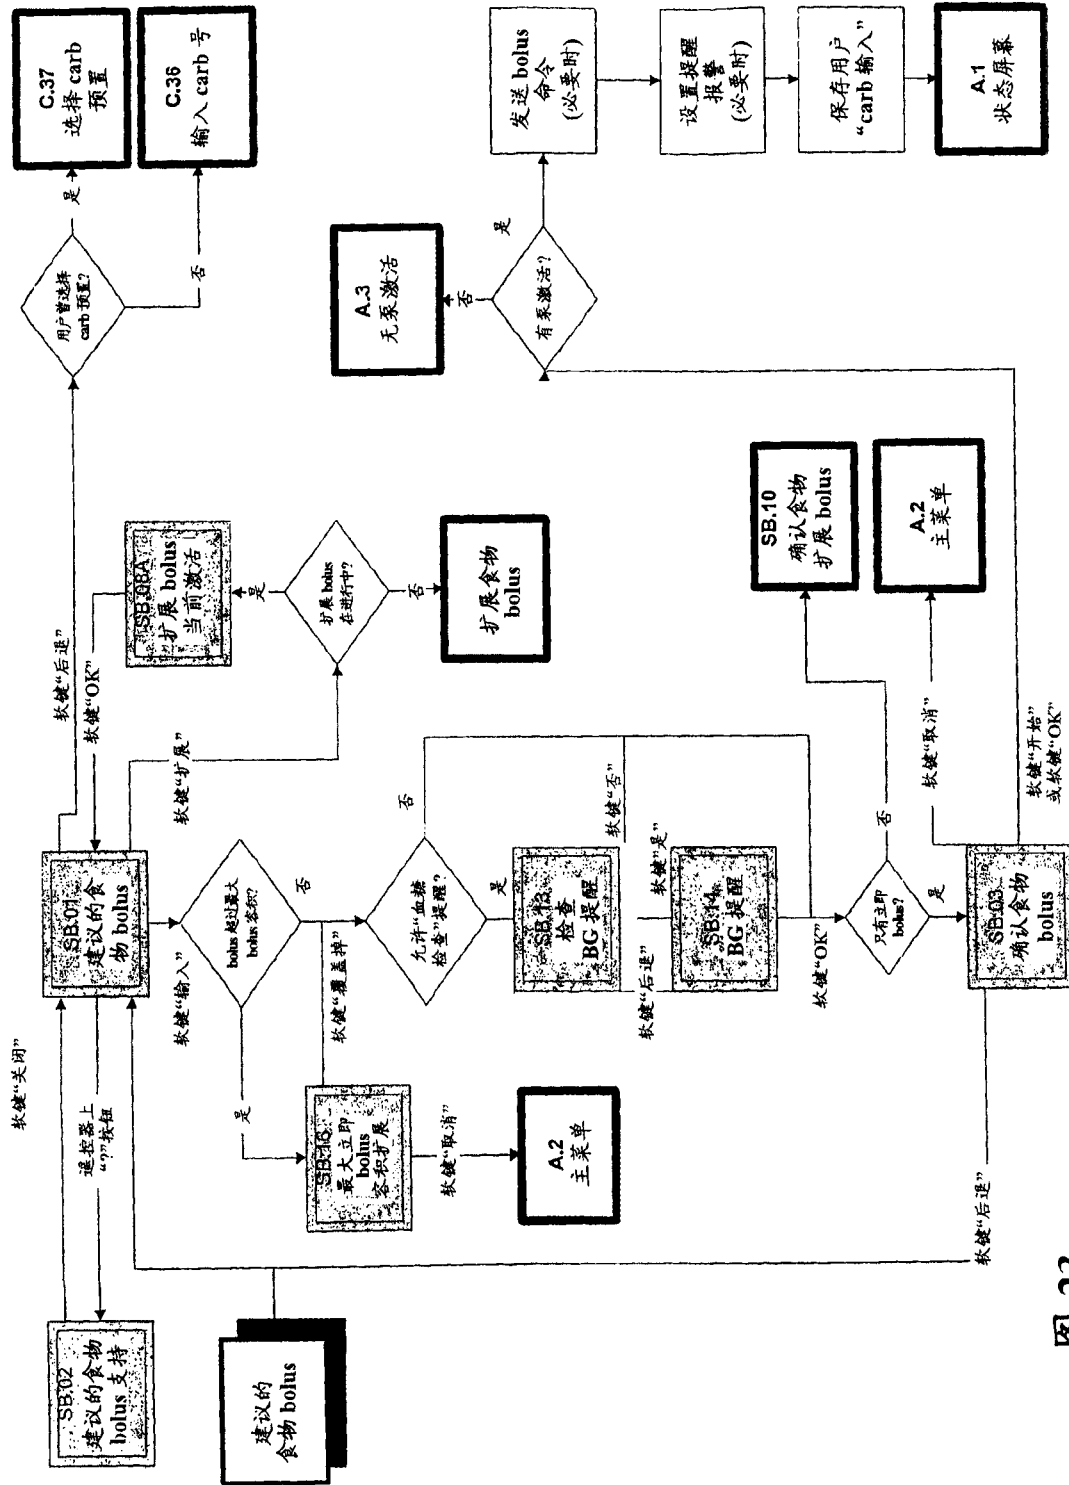 软键“关闭”
SB.02
建议的食物
bolus 支持
遥控器上
“?”按钮
建议的
食物 bolus
SB.01
建议的食
物 bolus
软键“后退”
软键“OK”
软键“扩展”
用户首选择
carb 预置?
是
否
C.37
选择 carb
预置
C.36
输入 carb 号
SB.08A
扩展 bolus
当前激活
是
扩展 bolus
在进行中?
否
扩展食物
bolus
软键“输入”
bolus 超过最大
bolus 容积?
是
否
SB.16
最大立即
bolus
容积扩展
软键“覆盖掉”
软键“取消”
A.2
主菜单
允许“血糖
检查”提醒?
否
是
SB.13
检查
BG 提醒
软键“否”
软键“是”
软键“后退”
SB.14
BG 提醒
软键“OK”
只有立即
bolus?
否
是
SB.10
确认食物
扩展 bolus
A.2
主菜单
软键“取消”
SB.03
确认食物
bolus
软键“后退”
软键“开始”
或软键“OK”
有泵激活?
否
是
A.3
无泵激活
发送 bolus
命令
(必要时)
设置提醒
报警
(必要时)
保存用户
“carb 输入”
A.1
状态屏幕